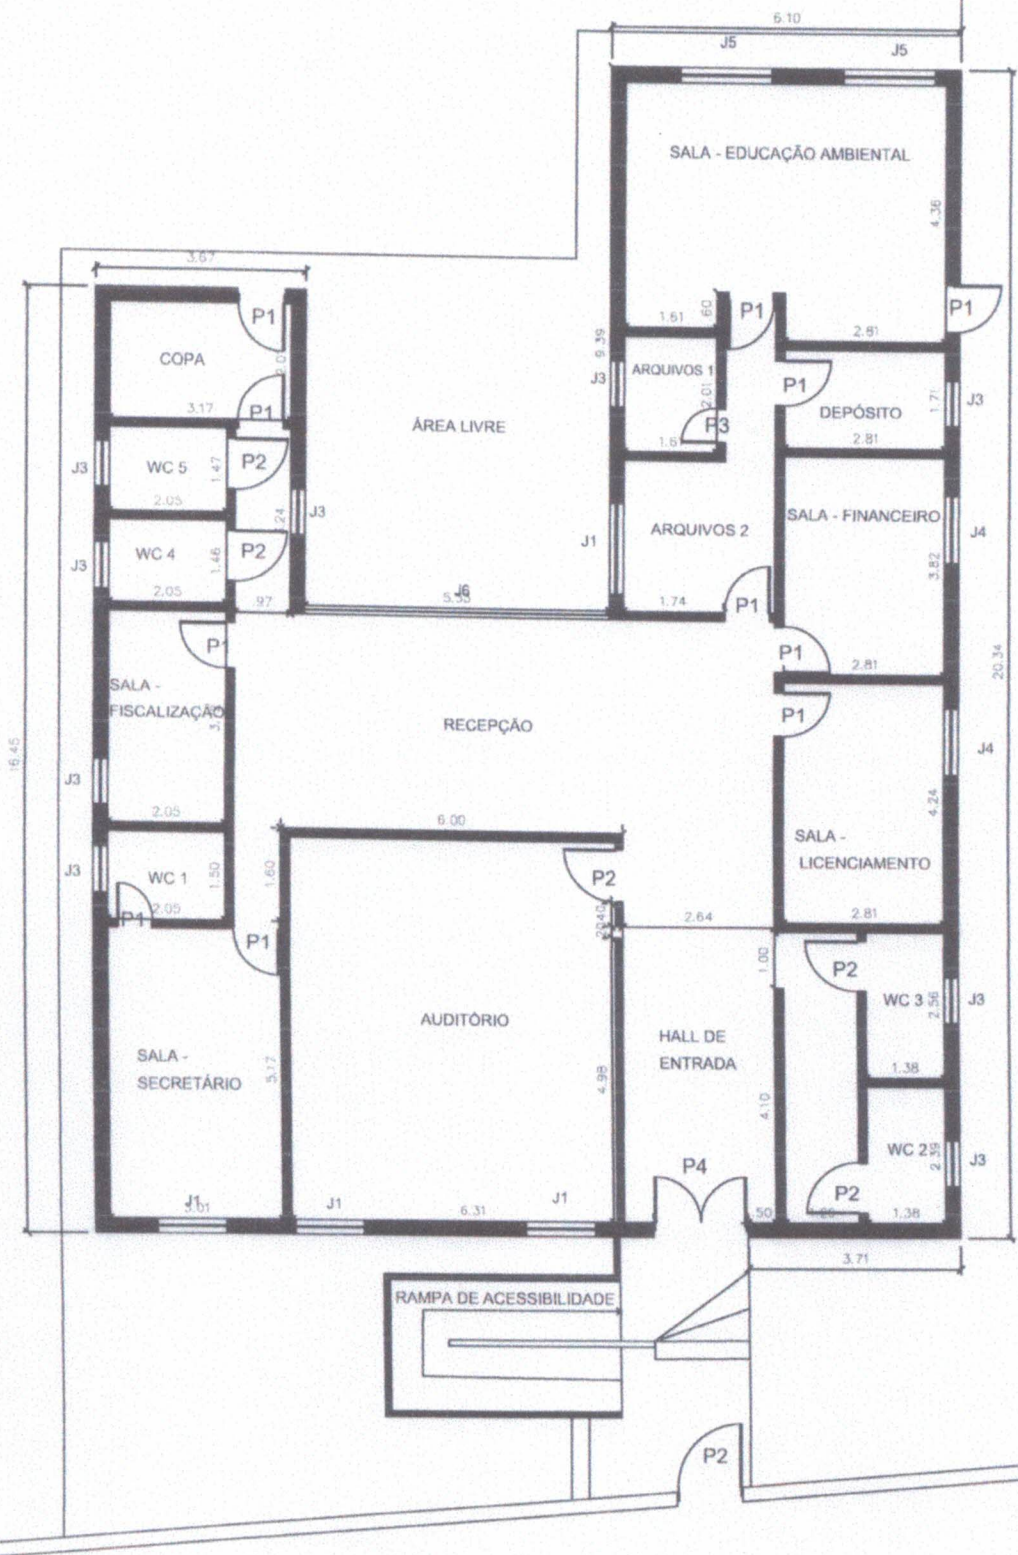 6.10
J5
J5
SALA - EDUCAÇÃO AMBIENTAL
4.36
3.67
P1
COPA
3.17
P1
P1
P1
.60
1.61
2.81
9.39
ARQUIVOS 1
J3
2.01
P3
1.61
P1
DEPÓSITO
1.71
J3
2.81
ÁREA LIVRE
J3
WC 5
1.47
P2
2.05
J3
J3
WC 4
1.46
P2
2.05
.97
J6
J1
ARQUIVOS 2
1.74
P1
SALA - FINANCEIRO
J4
3.82
P1
2.81
20.34
16.45
P1
SALA -
FISCALIZAÇÃO
J3
2.05
RECEPÇÃO
P1
J4
4.24
SALA -
LICENCIAMENTO
2.81
6.00
J3
WC 1
1.50
1.60
2.05
P1
P1
P2
2.64
1.00
P2
WC 3
2.56
J3
1.38
AUDITÓRIO
4.98
HALL DE
ENTRADA
4.10
SALA -
SECRETÁRIO
5.17
WC 2
2.39
J3
P4
P2
J1
J1
J1
6.31
.50
1.38
3.71
RAMPA DE ACESSIBILIDADE
P2